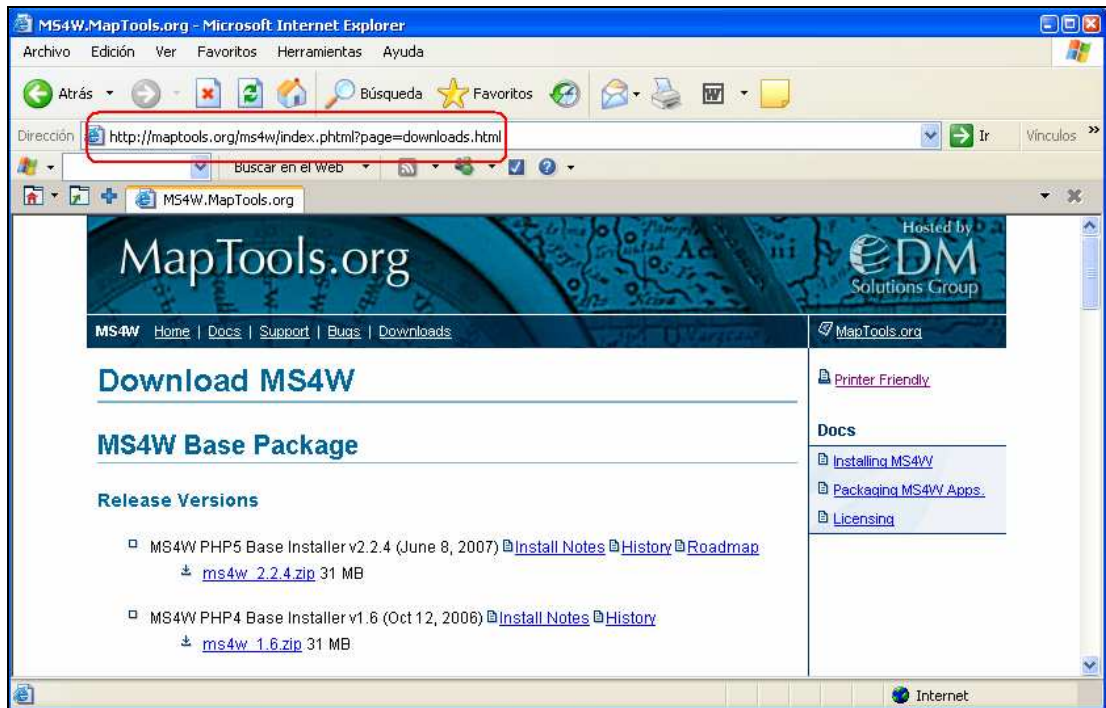 MS4W.MapTools.org - Microsoft Internet Explorer
Archivo Edición Ver Favoritos Herramientas Ayuda
Atrás Búsqueda Favoritos
Dirección http://maptools.org/ms4w/index.phtml?page=downloads.html Ir Vínculos »
Buscar en el Web
MS4W.MapTools.org
MapTools.org
Hosted by
DM
Solutions Group
MS4W Home | Docs | Support | Bugs | Downloads
MapTools.org
Download MS4W
Printer Friendly
MS4W Base Package
Docs
Installing MS4W
Packaging MS4W Apps.
Licensing
Release Versions
MS4W PHP5 Base Installer v2.2.4 (June 8, 2007) Install Notes History Roadmap
ms4w_2.2.4.zip 31 MB
MS4W PHP4 Base Installer v1.6 (Oct 12, 2006) Install Notes History
ms4w_1.6.zip 31 MB
Internet